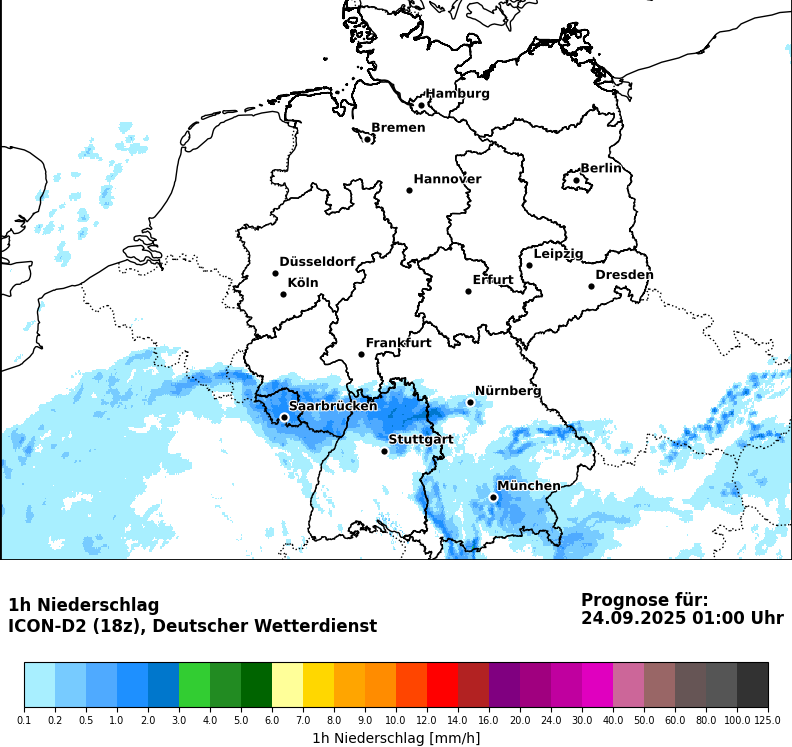 Hamburg
Bremen
Berlin
Hannover
Düsseldorf
Leipzig
Köln
Erfurt
Dresden
Frankfurt
Nürnberg
Saarbrücken
Stuttgart
München
1h Niederschlag
ICON-D2 (18z), Deutscher Wetterdienst
Prognose für:
24.09.2025 01:00 Uhr
0.1 0.2 0.5 1.0 2.0 3.0 4.0 5.0 6.0 7.0 9.0 10.0 12.0 14.0 16.0 20.0 24.0 30.0 40.0 50.0 60.0 80.0 100.0 125.0
1h Niederschlag [mm/h]